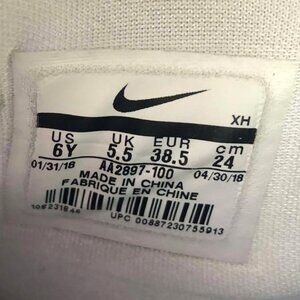 XH
US UK EUR cm
6Y 5.5 38.5 24
01/31/18 AA2897-100 04/30/18
MADE IN CHINA
FABRIQUE EN CHINE
UPC 00887230755913